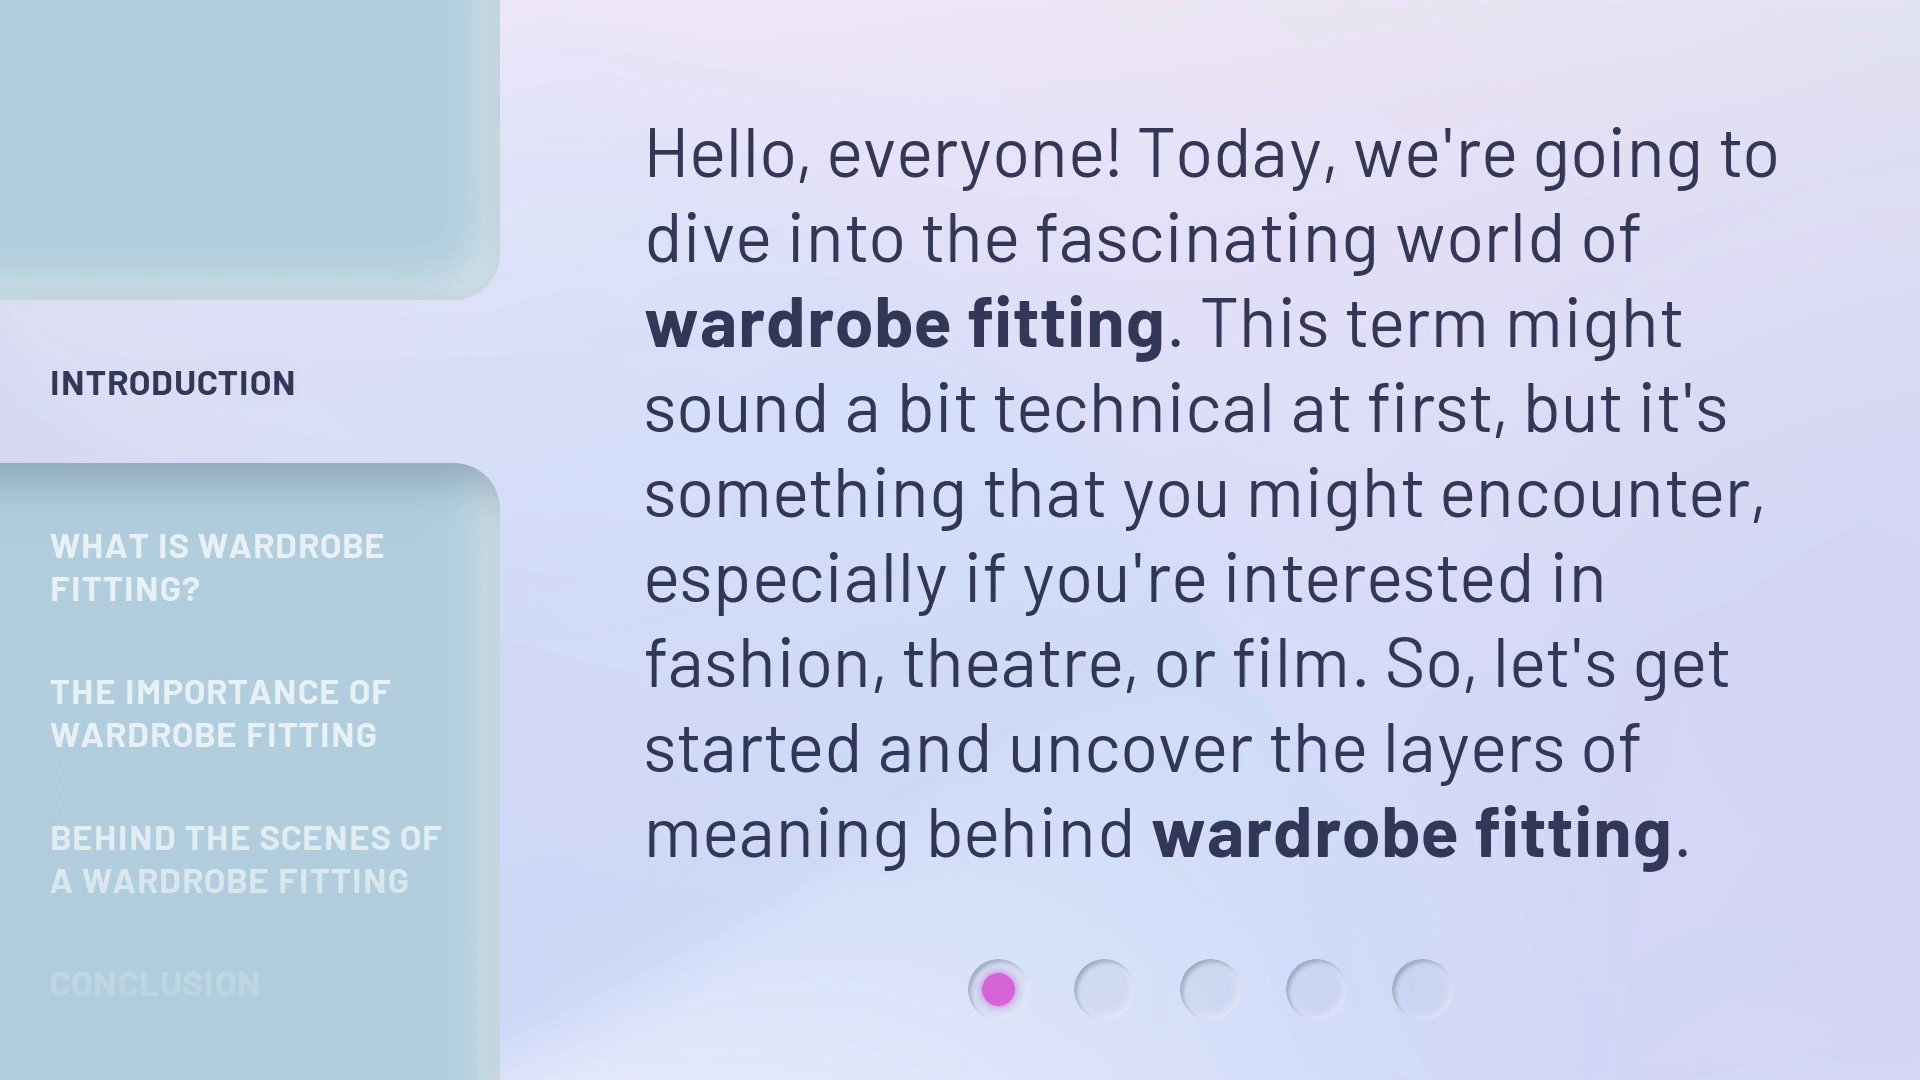 INTRODUCTION
WHAT IS WARDROBE
FITTING?
THE IMPORTANCE OF
WARDROBE FITTING
BEHIND THE SCENES OF
A WARDROBE FITTING
CONCLUSION
Hello, everyone! Today, we're going to
dive into the fascinating world of
wardrobe fitting. This term might
sound a bit technical at first, but it's
something that you might encounter,
especially if you're interested in
fashion, theatre, or film. So, let's get
started and uncover the layers of
meaning behind wardrobe fitting.